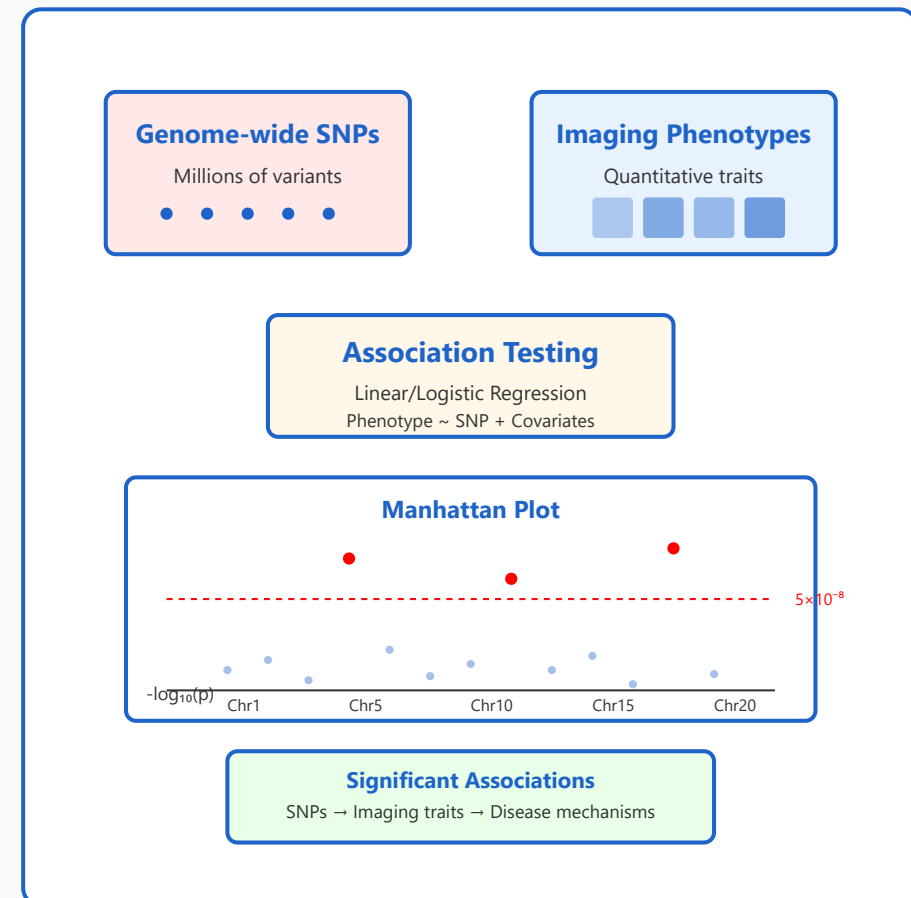 Genome-wide SNPs
Millions of variants
Imaging Phenotypes
Quantitative traits
Association Testing
Linear/Logistic Regression
Phenotype ~ SNP + Covariates
Manhattan Plot
5×10⁻⁸
-log₁₀(p)
Chr1 Chr5 Chr10 Chr15 Chr20
Significant Associations
SNPs → Imaging traits → Disease mechanisms